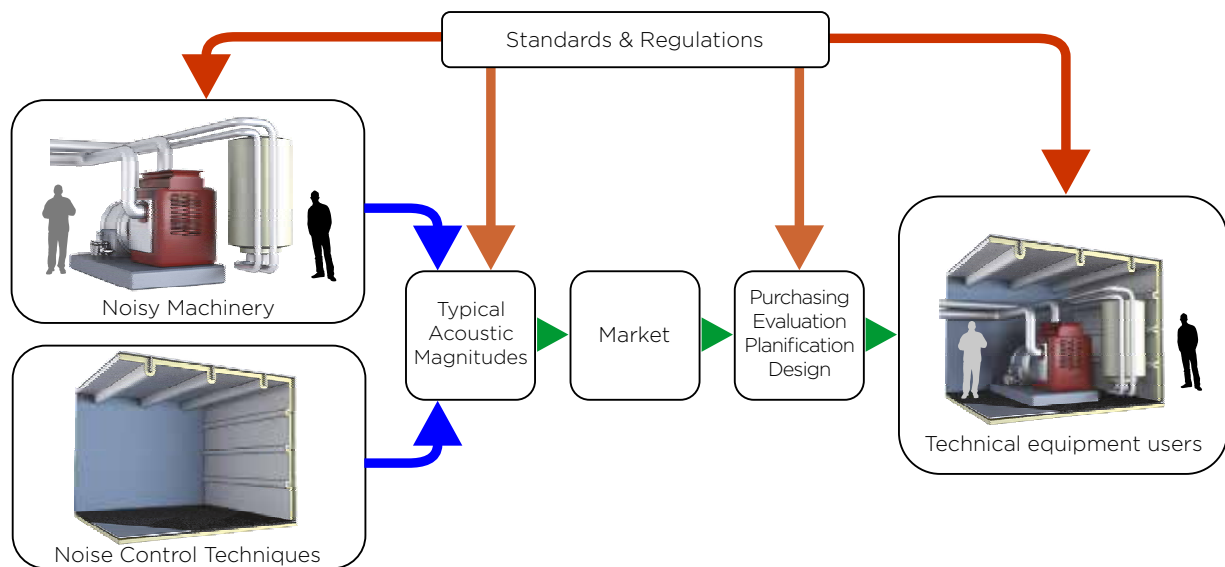 Standards & Regulations
Noisy Machinery
Typical
Acoustic
Magnitudes
Market
Purchasing
Evaluation
Planification
Design
Technical equipment users
Noise Control Techniques